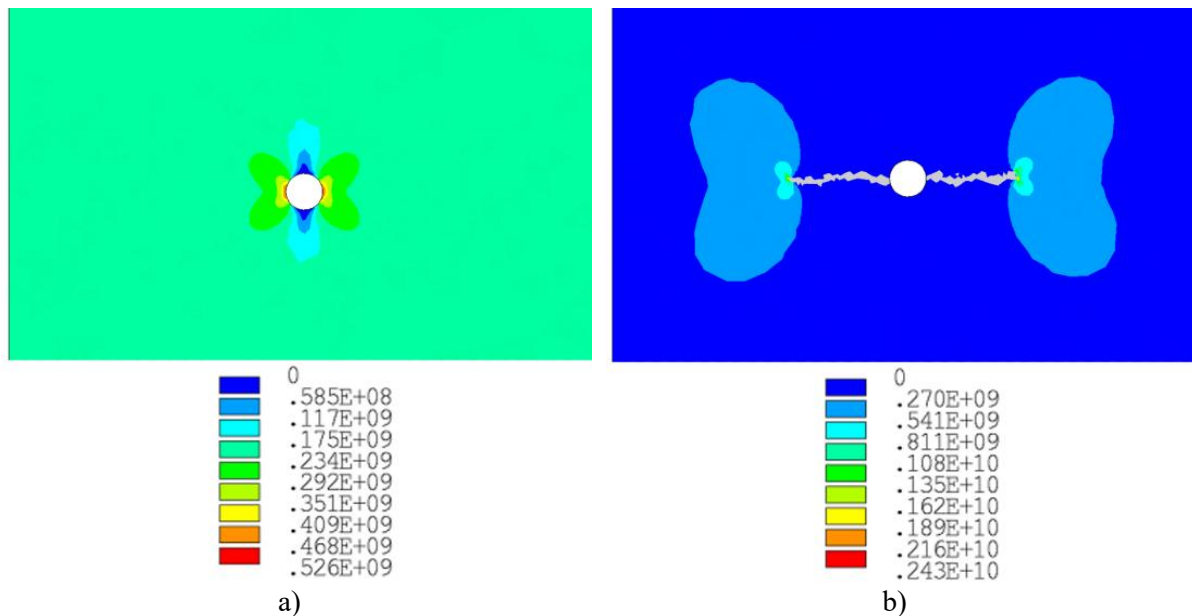 0
.585E+08
.117E+09
.175E+09
.234E+09
.292E+09
.351E+09
.409E+09
.468E+09
.526E+09
a)
0
.270E+09
.541E+09
.811E+09
.108E+10
.135E+10
.162E+10
.189E+10
.216E+10
.243E+10
b)